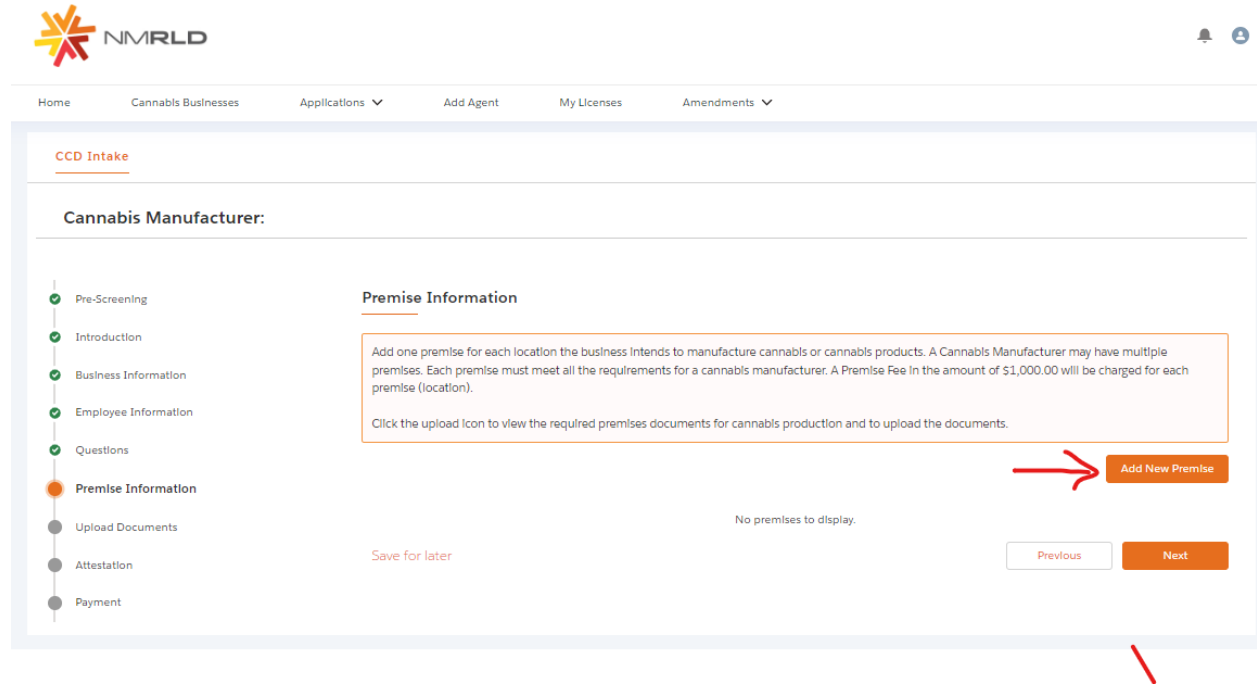 NMRLD
Home Cannabis Businesses Applications Add Agent My Licenses Amendments
CCD Intake
Cannabis Manufacturer:
Pre-Screening
Introduction
Business Information
Employee Information
Questions
Premise Information
Upload Documents
Attestation
Payment
Premise Information
Add one premise for each location the business intends to manufacture cannabis or cannabis products. A Cannabis Manufacturer may have multiple
premises. Each premise must meet all the requirements for a cannabis manufacturer. A Premise Fee in the amount of $1,000.00 will be charged for each
premise (location).
Click the upload icon to view the required premises documents for cannabis production and to upload the documents.
Add New Premise
No premises to display.
Save for later
Previous Next